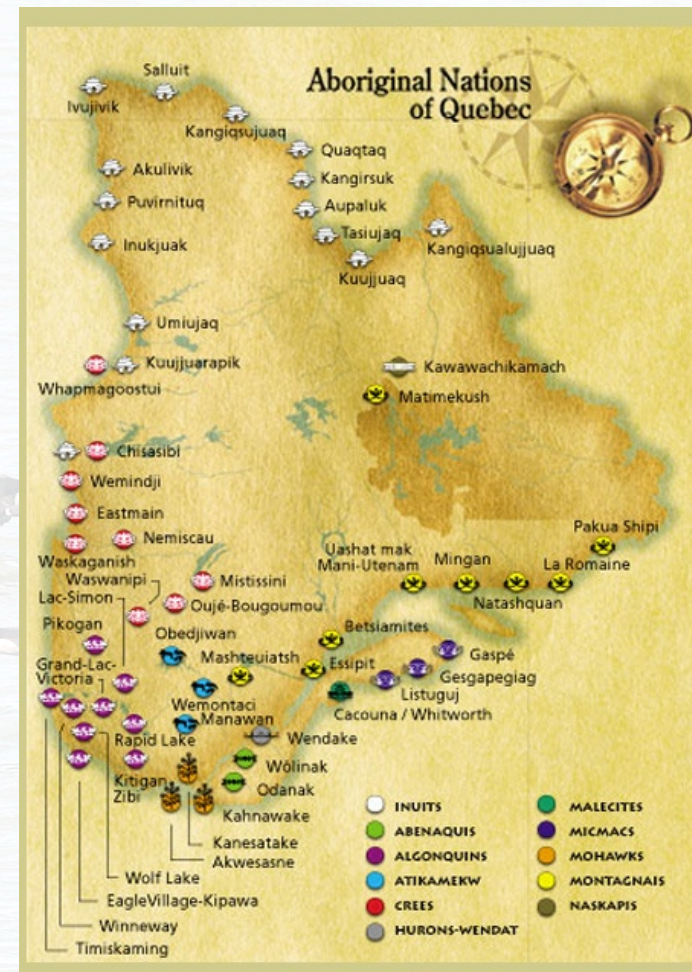 Aboriginal Nations
of Quebec
Salluit
Ivujivik
Kangiqsujuaq
Quaqtaq
Akulivik
Kangirsuk
Puvirnituq
Aupaluk
Tasiujaq
Inukjuak
Kangiqsualujjuaq
Kuujjuaq
Umiujaq
Kuujjuarapik
Kawawachikamach
Whapmagoostui
Matimekush
Chisasibi
Wemindji
Eastmain
Nemiscau
Pakua Shipi
Waskaganish
Uashat mak
Mani-Utenam
Mingan
La Romaine
Waswanipi
Mistissini
Natashquan
Lac-Simon
Oujé-Bougoumou
Pikogan
Obedjiwan
Betsiamites
Mashteuiatsh
Essipit
Gaspé
Grand-Lac-
Victoria
Gesgapegiag
Wemontaci
Listuguj
Manawan
Cacouna / Whitworth
Rapid Lake
Wendake
Wôlinak
Kitigan
Zibi
Odanak
Kahnawake
Kanesatake
Akwesasne
Wolf Lake
EagleVillage-Kipawa
Winneway
Timiskaming
INUITS
ABENAQUIS
ALGONQUINS
ATIKAMEKW
CREES
HURONS-WENDAT
MALECITES
MICMACS
MOHAWKS
MONTAGNAIS
NASKAPIS